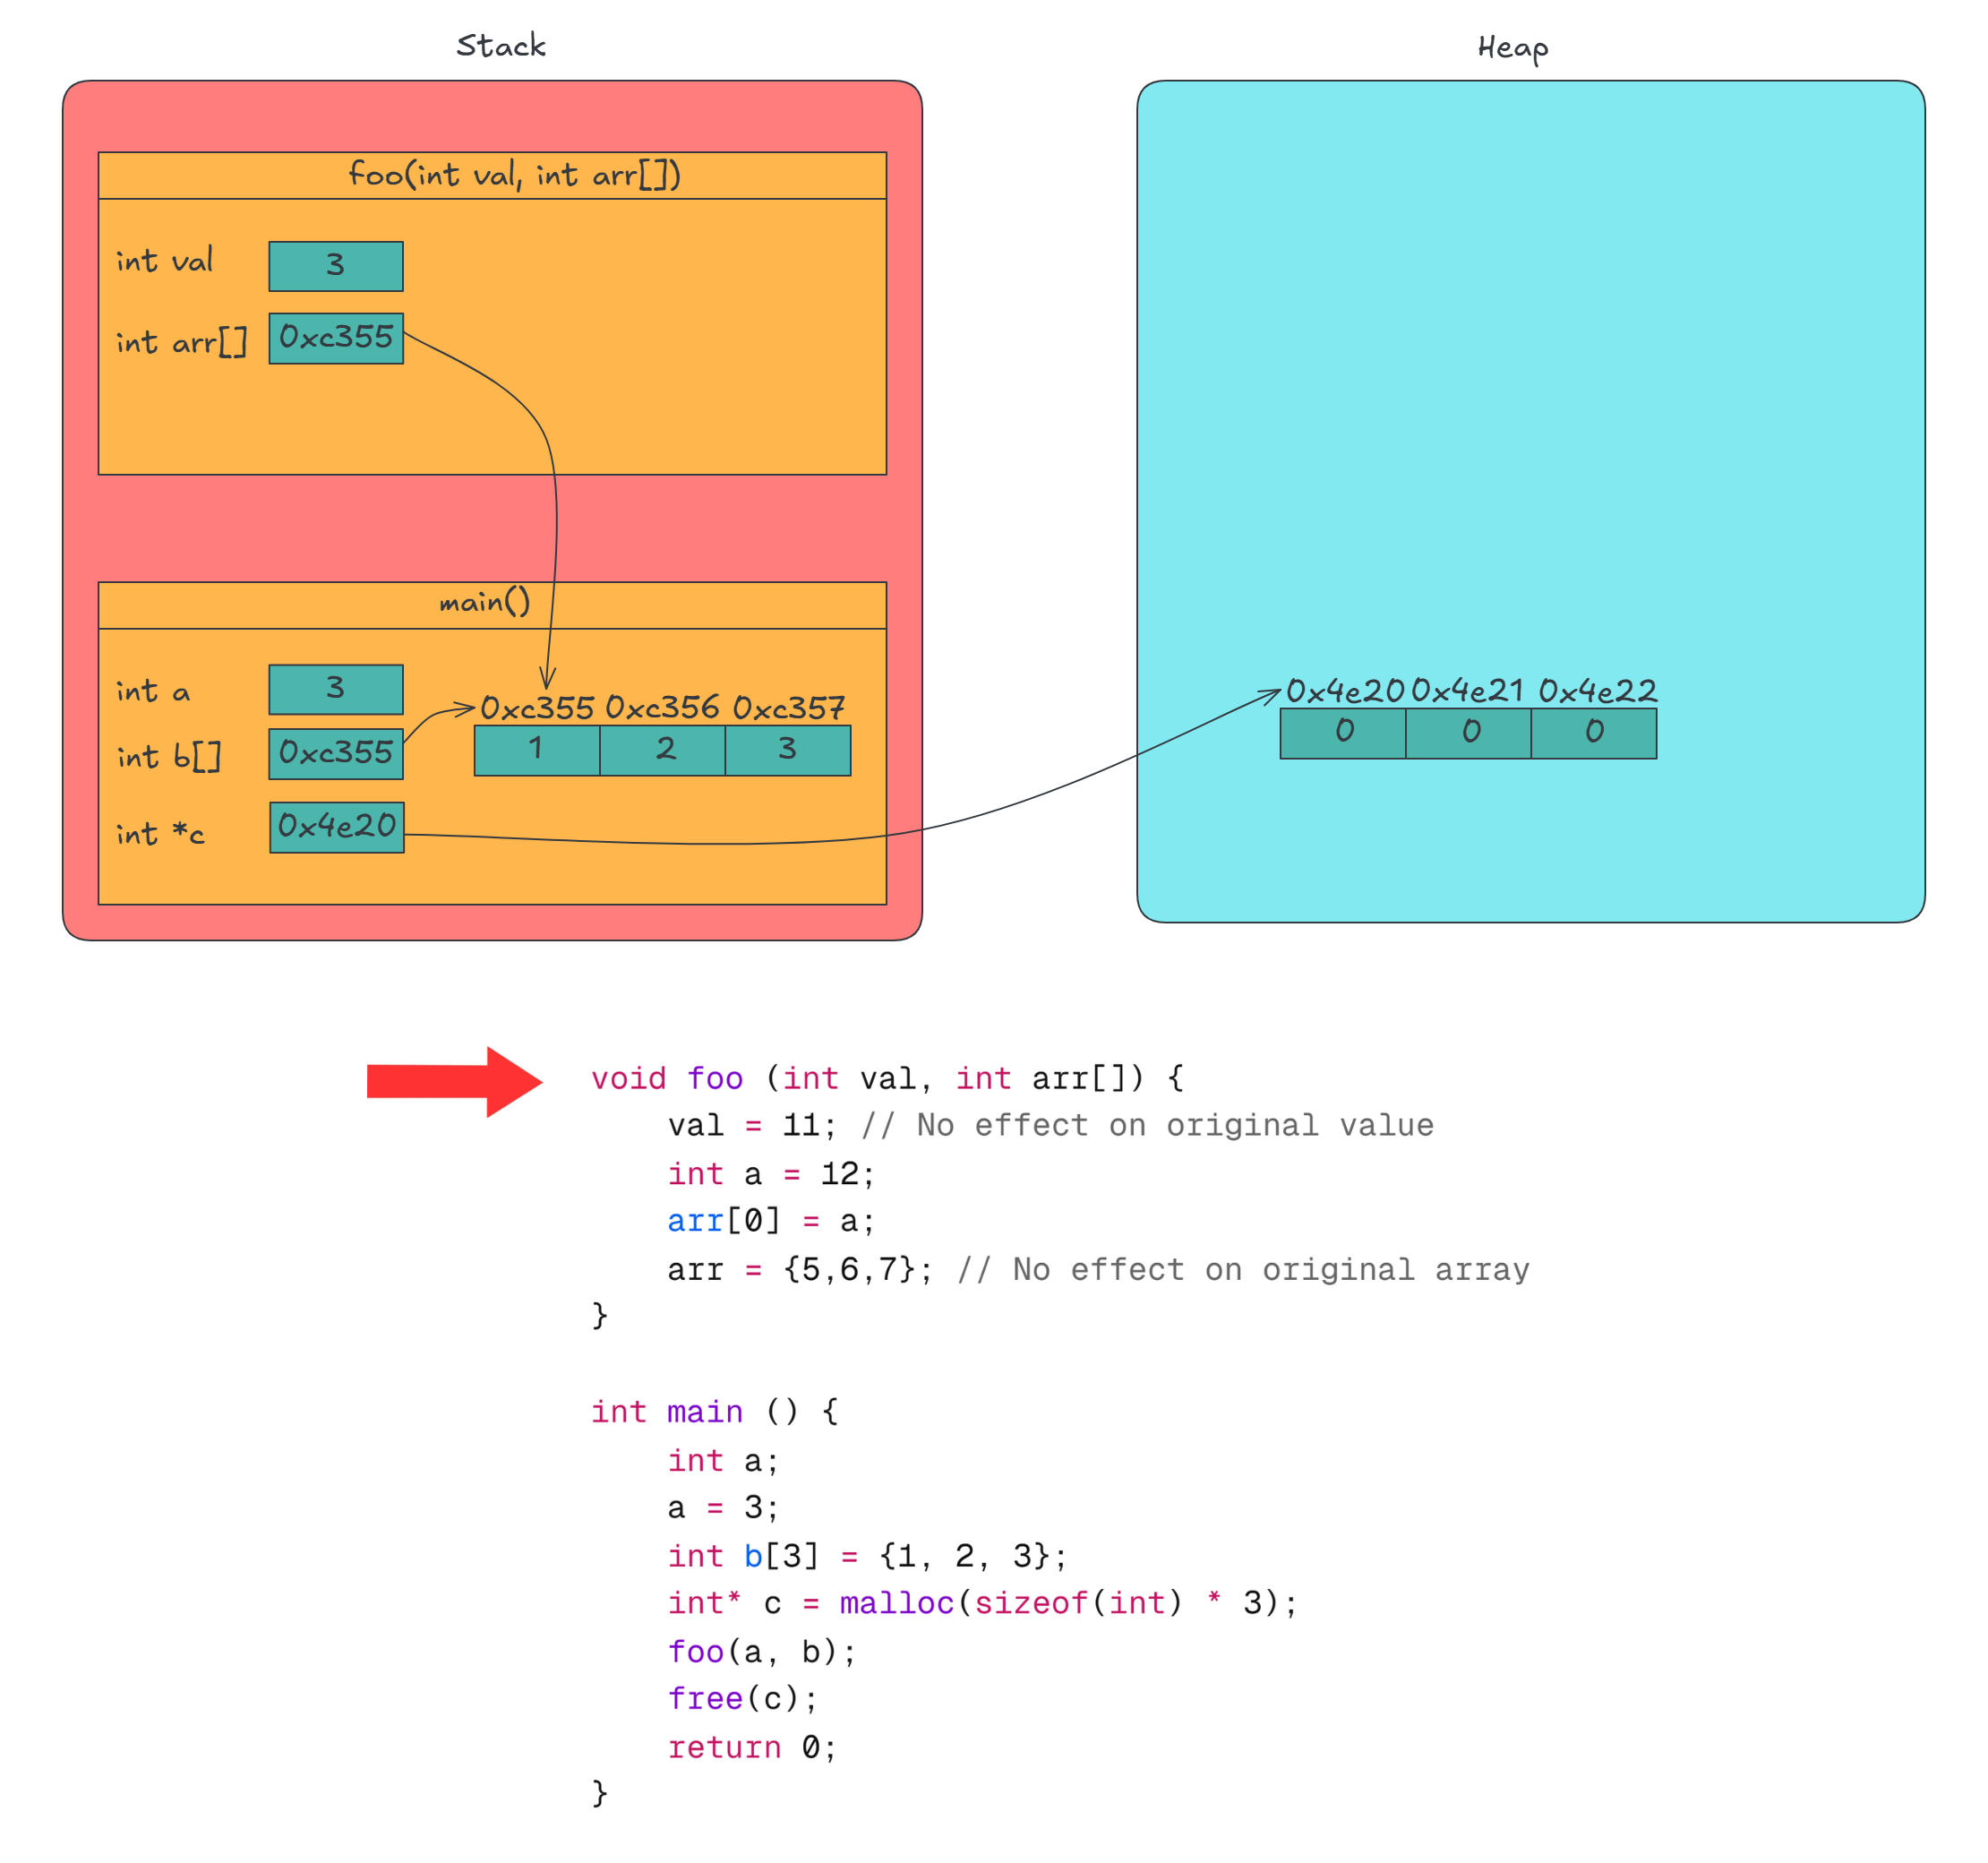 Stack
Heap
foo(int val, int arr[])
int val
3
int arr[]
0xc355
main()
int a
3
int b[]
0xc355
0xc355 0xc356 0xc357
1 2 3
int *c
0x4e20
0x4e20 0x4e21 0x4e22
0 0 0
void foo (int val, int arr[]) {
    val = 11; // No effect on original value
    int a = 12;
    arr[0] = a;
    arr = {5,6,7}; // No effect on original array
}
int main () {
    int a;
    a = 3;
    int b[3] = {1, 2, 3};
    int* c = malloc(sizeof(int) * 3);
    foo(a, b);
    free(c);
    return 0;
}